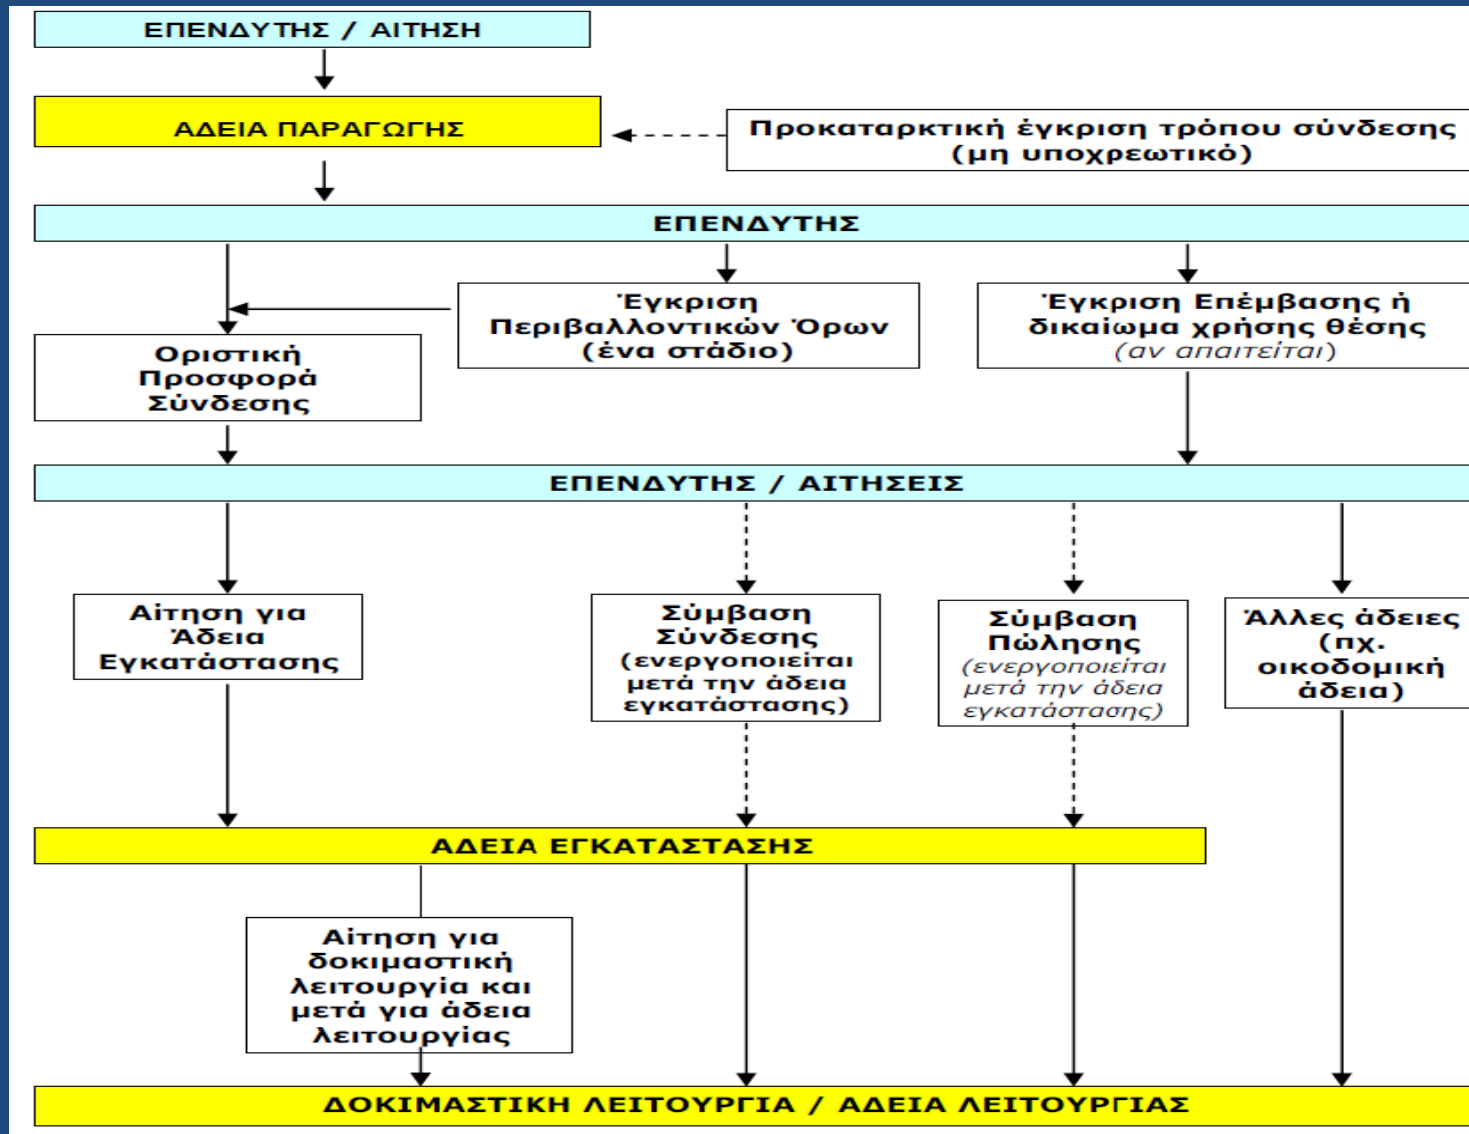 ΕΠΕΝΔΥΤΗΣ / ΑΙΤΗΣΗ
ΑΔΕΙΑ ΠΑΡΑΓΩΓΗΣ
Προκαταρκτική έγκριση τρόπου σύνδεσης
(μη υποχρεωτικό)
ΕΠΕΝΔΥΤΗΣ
Έγκριση
Περιβαλλοντικών Όρων
(ένα στάδιο)
Έγκριση Επέμβασης ή
δικαίωμα χρήσης θέσης
(αν απαιτείται)
Οριστική
Προσφορά
Σύνδεσης
ΕΠΕΝΔΥΤΗΣ / ΑΙΤΗΣΕΙΣ
Αίτηση για
Άδεια
Εγκατάστασης
Σύμβαση
Σύνδεσης
(ενεργοποιείται
μετά την άδεια
εγκατάστασης)
Σύμβαση
Πώλησης
(ενεργοποιείται
μετά την άδεια
εγκατάστασης)
Άλλες άδειες
(πχ.
οικοδομική
άδεια)
ΑΔΕΙΑ ΕΓΚΑΤΑΣΤΑΣΗΣ
Αίτηση για
δοκιμαστική
λειτουργία και
μετά για άδεια
λειτουργίας
ΔΟΚΙΜΑΣΤΙΚΗ ΛΕΙΤΟΥΡΓΙΑ / ΑΔΕΙΑ ΛΕΙΤΟΥΡΓΙΑΣ